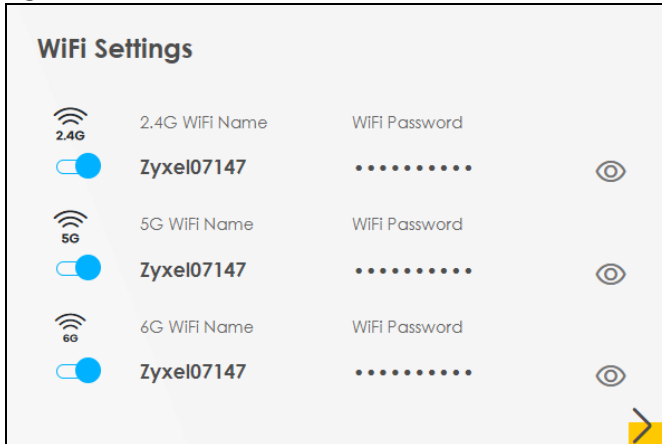 WiFi Settings
2.4G
2.4G WiFi Name WiFi Password
Zyxel07147 ••••••••••
5G
5G WiFi Name WiFi Password
Zyxel07147 ••••••••••
6G
6G WiFi Name WiFi Password
Zyxel07147 ••••••••••